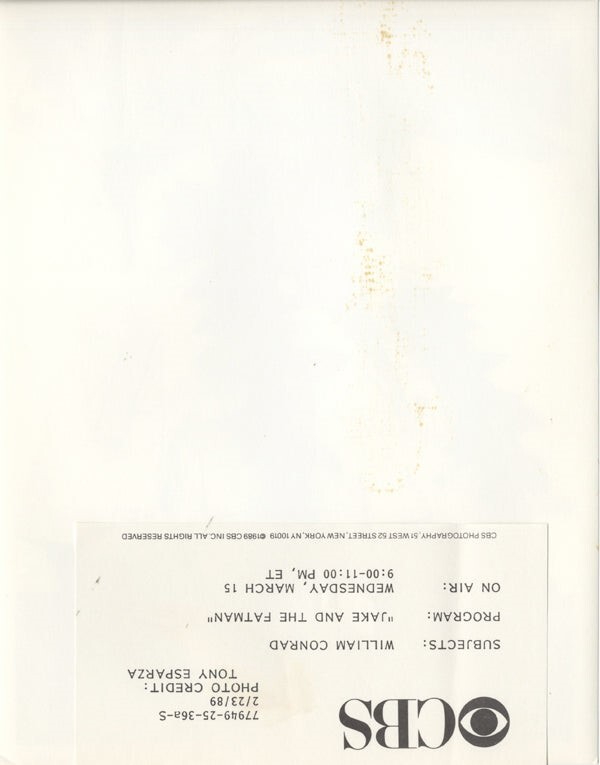 CBS
77949-25-36a-S
2/23/89
PHOTO CREDIT:
TONY ESPARZA
SUBJECTS: WILLIAM CONRAD
PROGRAM: "JAKE AND THE FATMAN"
ON AIR: WEDNESDAY, MARCH 15
9:00-11:00 PM, ET
CBS PHOTOGRAPHY, 51 WEST 52 STREET, NEW YORK, NY 10019 ©1989 CBS INC. ALL RIGHTS RESERVED